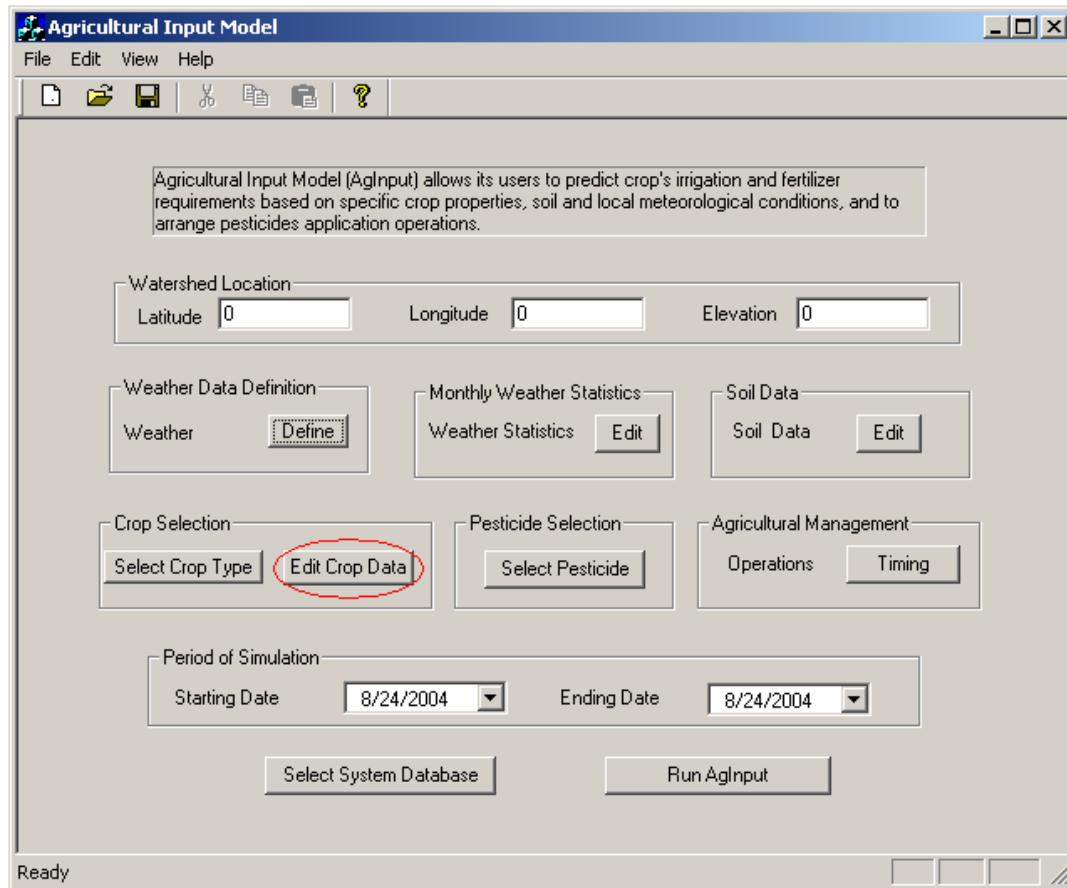 Agricultural Input Model
File Edit View Help
Agricultural Input Model (AgInput) allows its users to predict crop's irrigation and fertilizer
requirements based on specific crop properties, soil and local meteorological conditions, and to
arrange pesticides application operations.
Watershed Location
Latitude 0 Longitude 0 Elevation 0
Weather Data Definition Monthly Weather Statistics Soil Data
Weather Define Weather Statistics Edit Soil Data Edit
Crop Selection Pesticide Selection Agricultural Management
Select Crop Type Edit Crop Data Select Pesticide Operations Timing
Period of Simulation
Starting Date 8/24/2004 Ending Date 8/24/2004
Select System Database Run AgInput
Ready